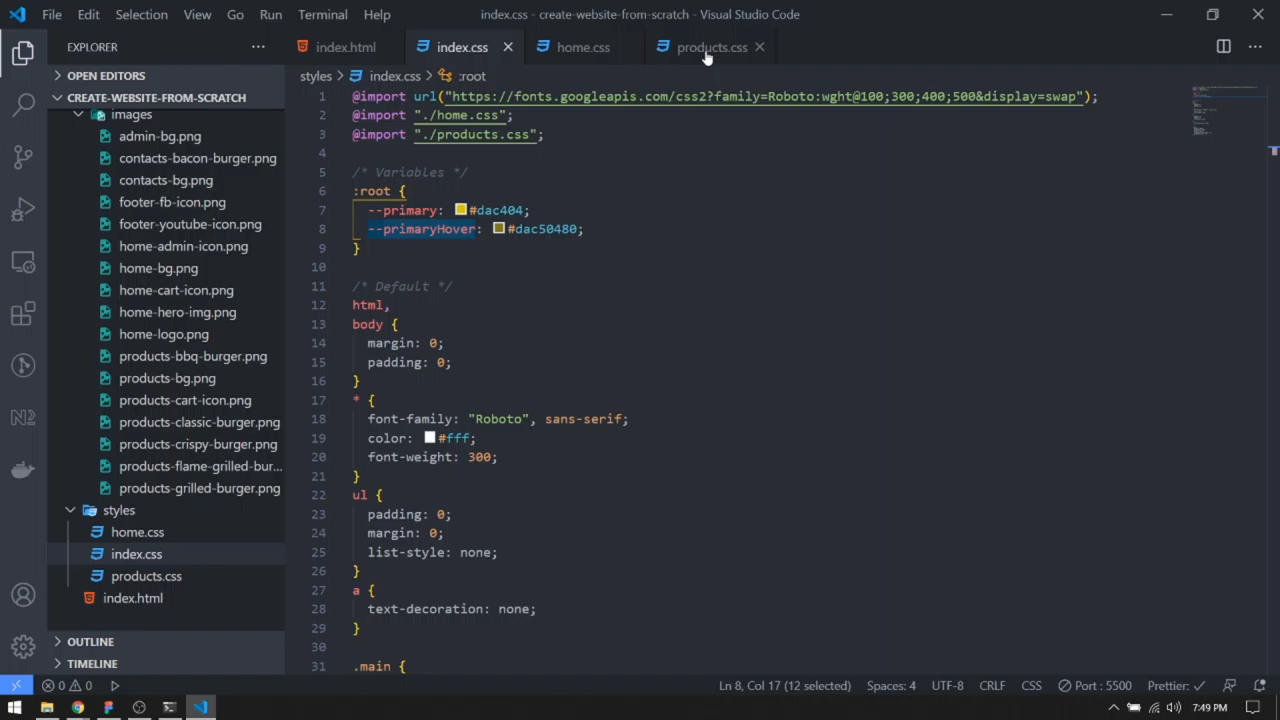 File Edit Selection View Go Run Terminal Help
index.css - create-website-from-scratch - Visual Studio Code
EXPLORER
index.html
index.css
home.css
products.css
OPEN EDITORS
CREATE-WEBSITE-FROM-SCRATCH
images
admin-bg.png
contacts-bacon-burger.png
contacts-bg.png
footer-fb-icon.png
footer-youtube-icon.png
home-admin-icon.png
home-bg.png
home-cart-icon.png
home-hero-img.png
home-logo.png
products-bbq-burger.png
products-bg.png
products-cart-icon.png
products-classic-burger.png
products-crispy-burger.png
products-flame-grilled-bur...
products-grilled-burger.png
styles
home.css
index.css
products.css
index.html
OUTLINE
TIMELINE
styles > index.css > :root
1 @import url("https://fonts.googleapis.com/css2?family=Roboto:wght@100;300;400;500&display=swap");
2 @import "./home.css";
3 @import "./products.css";
4
5 /* Variables */
6 :root {
7 --primary: #dac404;
8 --primaryHover: #dac50480;
9 }
10
11 /* Default */
12 html,
13 body {
14 margin: 0;
15 padding: 0;
16 }
17 * {
18 font-family: "Roboto", sans-serif;
19 color: #fff;
20 font-weight: 300;
21 }
22 ul {
23 padding: 0;
24 margin: 0;
25 list-style: none;
26 }
27 a {
28 text-decoration: none;
29 }
30
31 .main {
0 0
Ln 8, Col 17 (12 selected) Spaces: 4 UTF-8 CRLF CSS Port : 5500 Prettier: ✓
7:49 PM